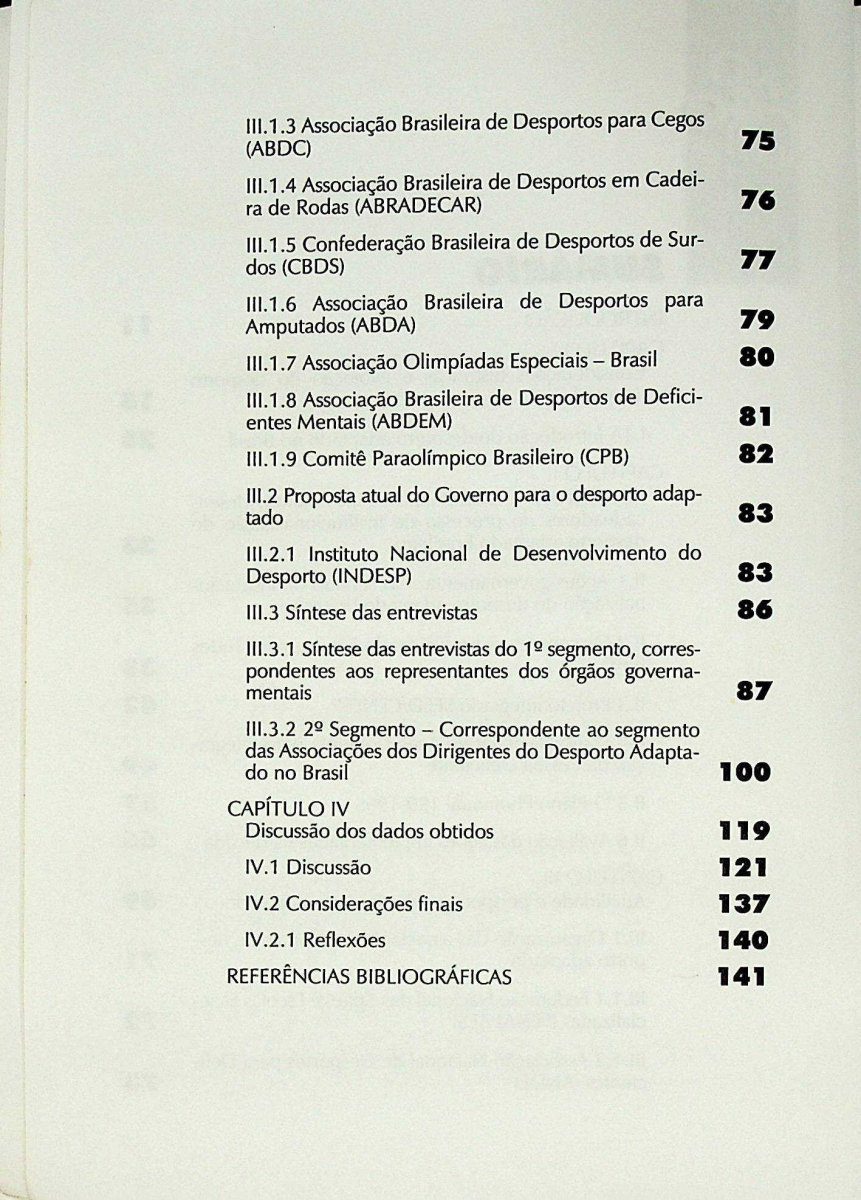 III.1.3 Associação Brasileira de Desportos para Cegos
(ABDC) 75
III.1.4 Associação Brasileira de Desportos em Cadei-
ra de Rodas (ABRADECAR) 76
III.1.5 Confederação Brasileira de Desportos de Sur-
dos (CBDS) 77
III.1.6 Associação Brasileira de Desportos para
Amputados (ABDA) 79
III.1.7 Associação Olimpíadas Especiais – Brasil 80
III.1.8 Associação Brasileira de Desportos de Defici-
entes Mentais (ABDEM) 81
III.1.9 Comitê Paraolímpico Brasileiro (CPB) 82
III.2 Proposta atual do Governo para o desporto adap-
tado 83
III.2.1 Instituto Nacional de Desenvolvimento do
Desporto (INDESP) 83
III.3 Síntese das entrevistas 86
III.3.1 Síntese das entrevistas do 1º segmento, corres-
pondentes aos representantes dos órgãos governa-
mentais 87
III.3.2 2º Segmento – Correspondente ao segmento
das Associações dos Dirigentes do Desporto Adapta-
do no Brasil 100
CAPÍTULO IV
Discussão dos dados obtidos 119
IV.1 Discussão 121
IV.2 Considerações finais 137
IV.2.1 Reflexões 140
REFERÊNCIAS BIBLIOGRÁFICAS 141